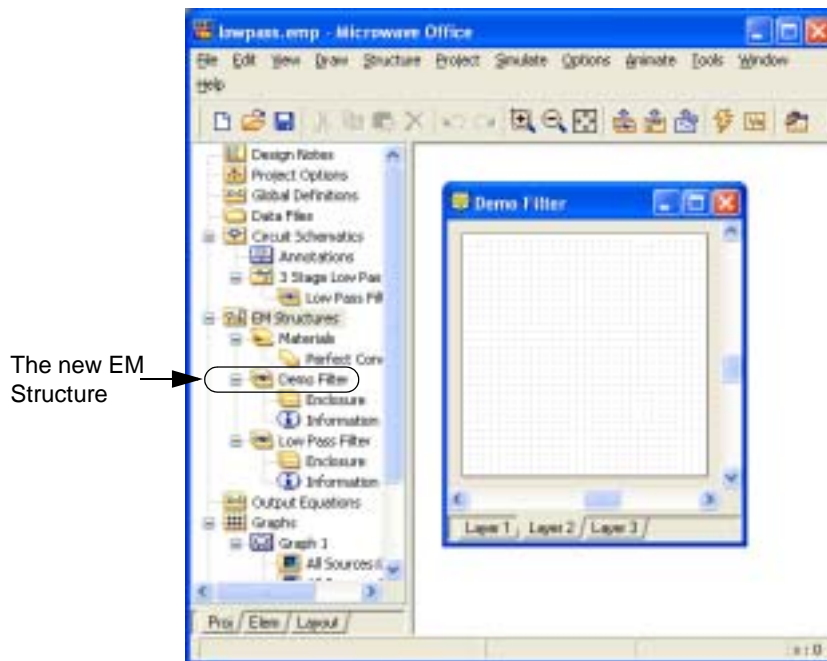 lowpass.emp - Microwave Office
File Edit View Draw Structure Project Simulate Options Animate Tools Window
Help
Design Notes
Project Options
Global Definitions
Data Files
Circuit Schematics
Annotations
3 Stage Low Pas
Low Pass Filt
EM Structures
Materials
Perfect Con
Demo Filter
Enclosure
Information
Low Pass Filter
Enclosure
Information
Output Equations
Graphs
Graph 1
All Sources
Proj Elem Layout
Demo Filter
Layer 1 Layer 2 Layer 3
The new EM
Structure